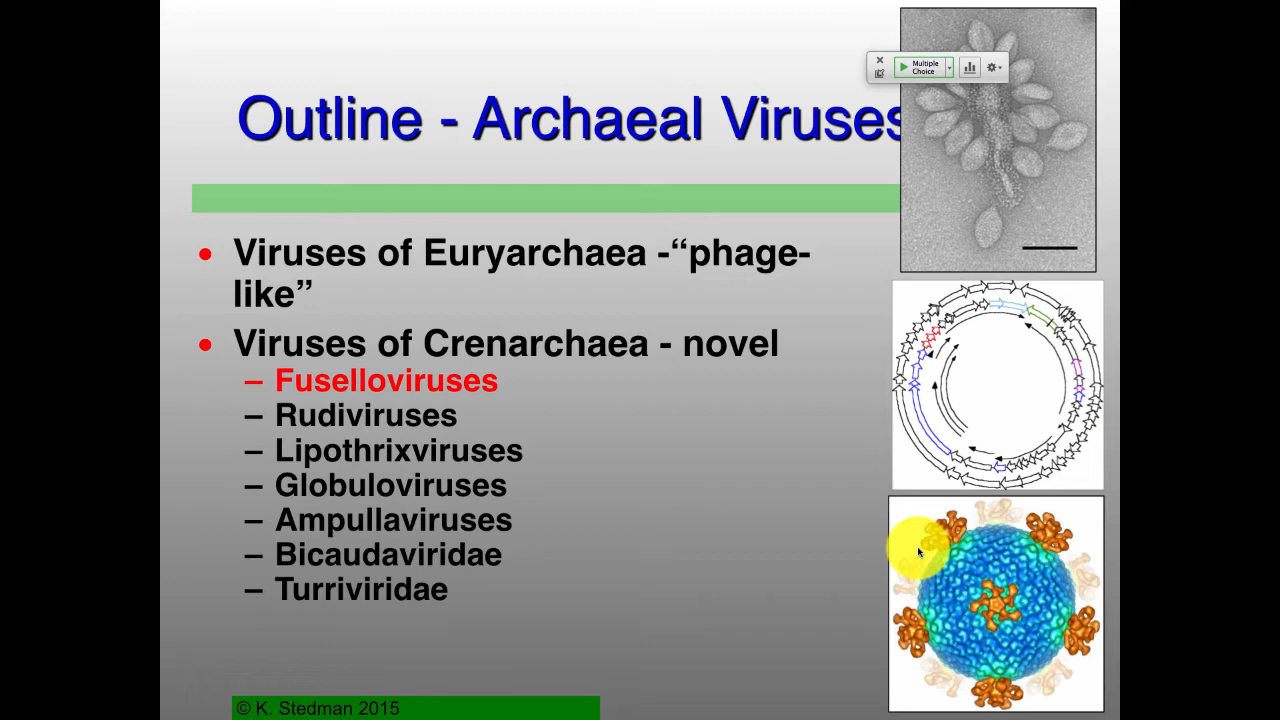 Multiple
Choice
Outline - Archaeal Viruses
• Viruses of Euryarchaea -“phage-
like”
• Viruses of Crenarchaea - novel
– Fuselloviruses
– Rudiviruses
– Lipothrixviruses
– Globuloviruses
– Ampullaviruses
– Bicaudaviridae
– Turriviridae
© K. Stedman 2015